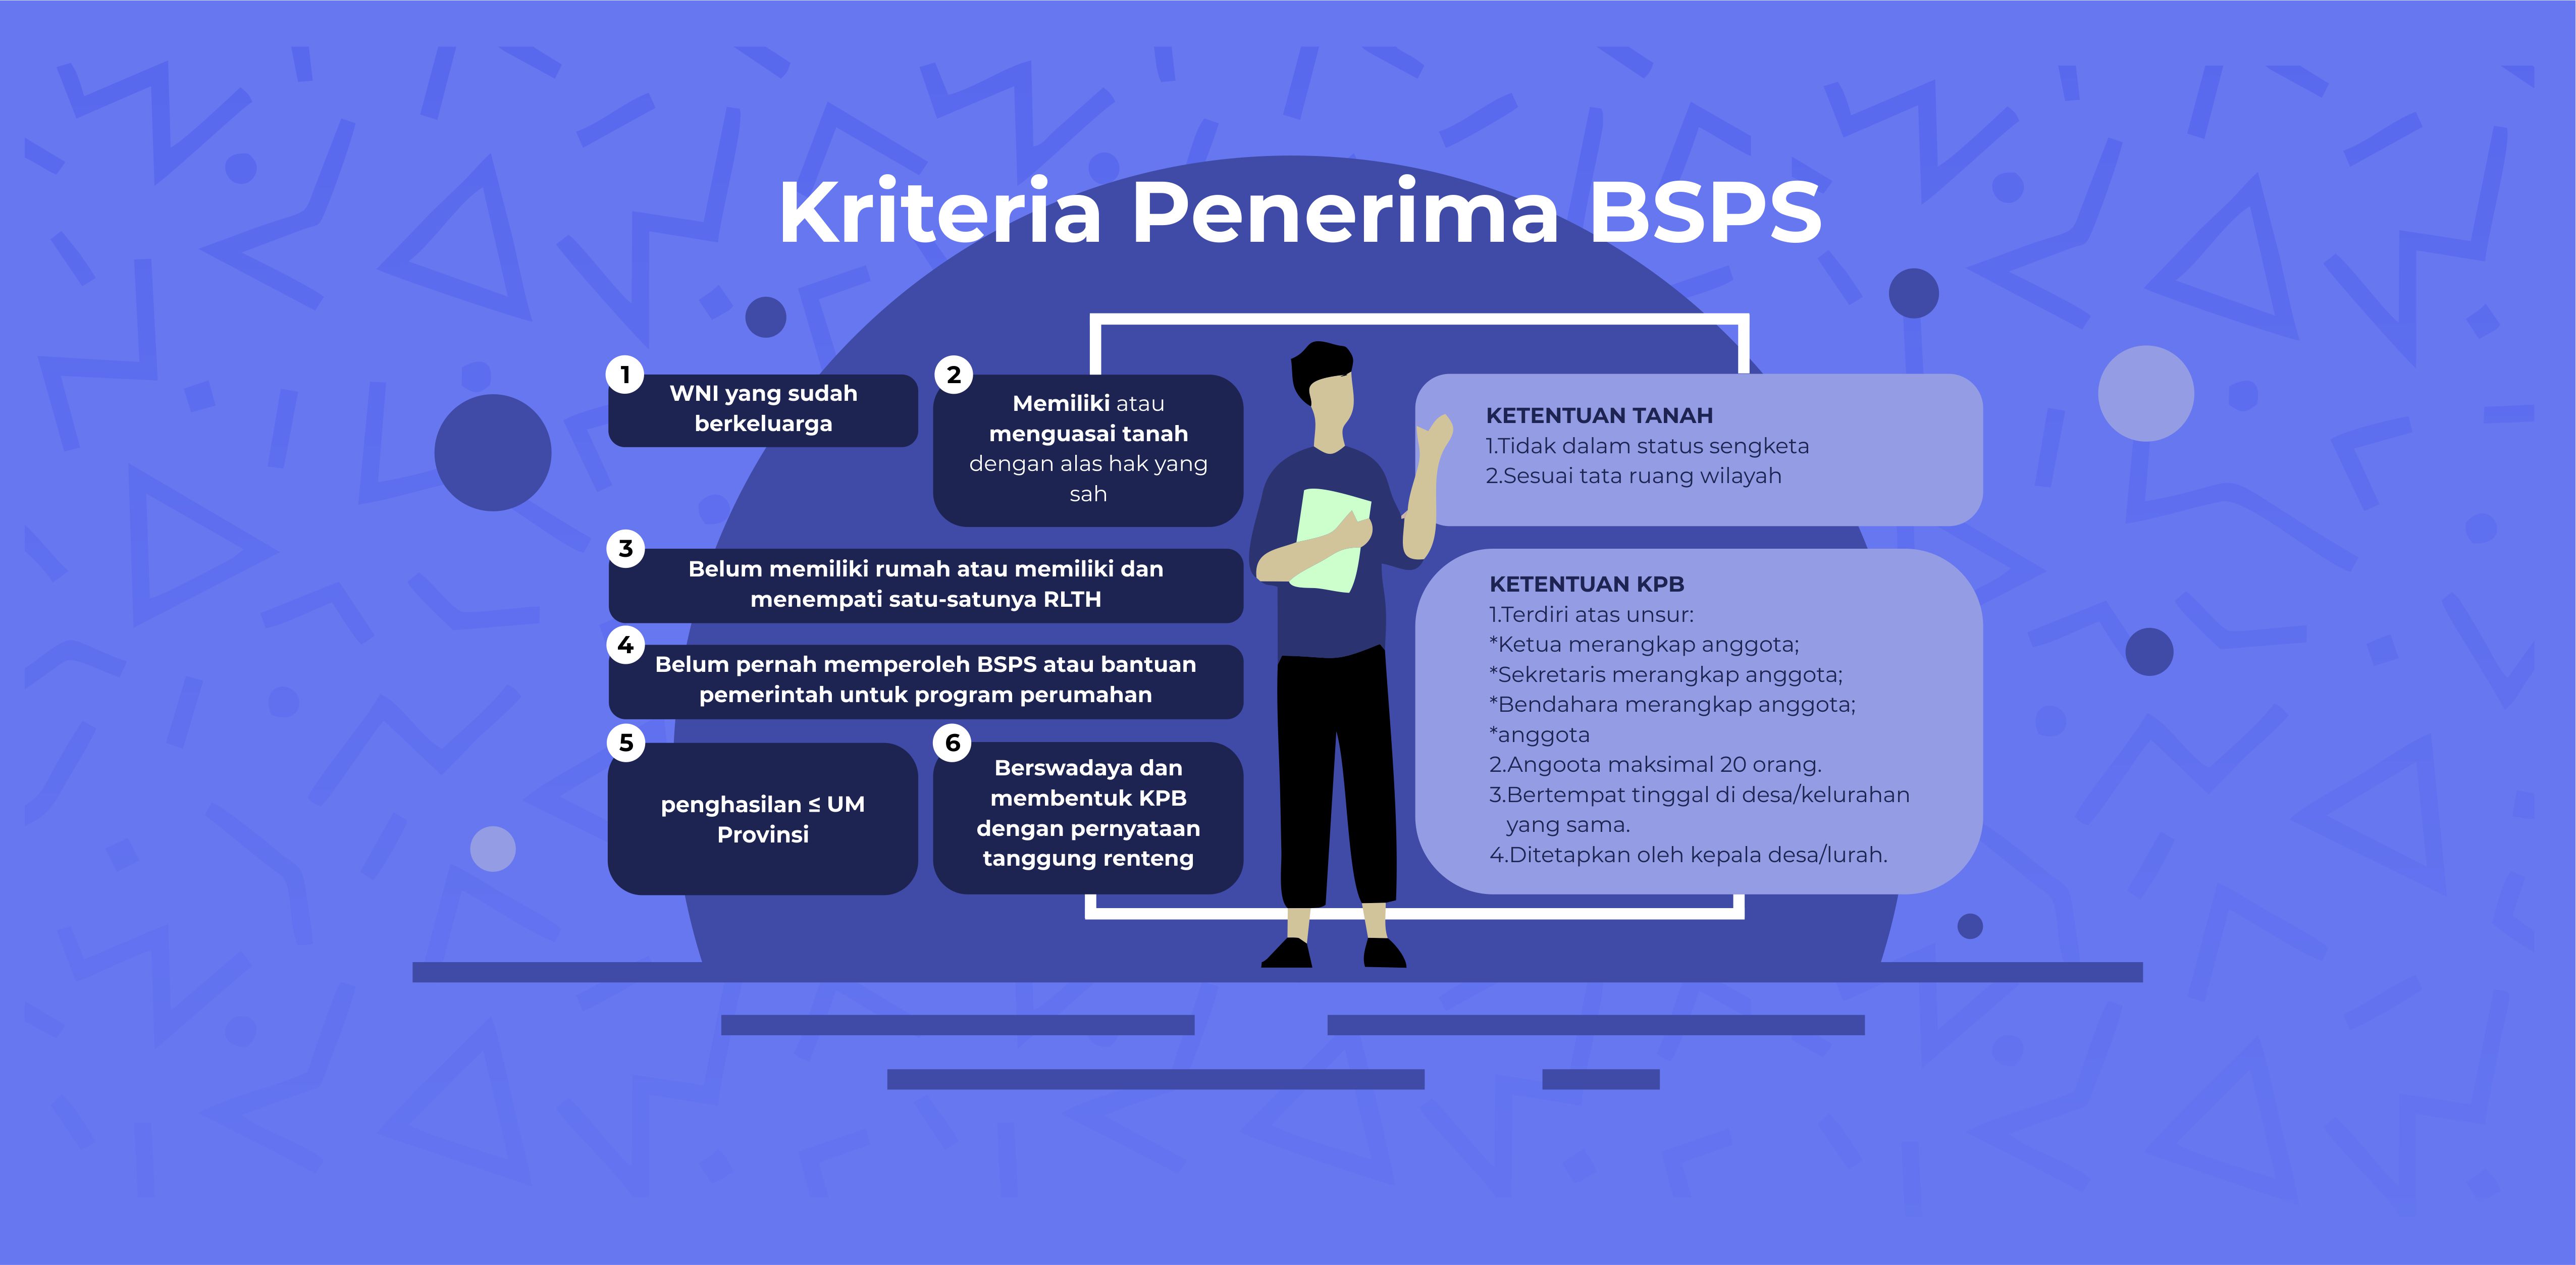 Kriteria Penerima BSPS
1
WNI yang sudah
berkeluarga
2
Memiliki atau
menguasai tanah
dengan alas hak yang
sah
3
Belum memiliki rumah atau memiliki dan
menempati satu-satunya RLTH
4
Belum pernah memperoleh BSPS atau bantuan
pemerintah untuk program perumahan
5
penghasilan ≤ UM
Provinsi
6
Berswadaya dan
membentuk KPB
dengan pernyataan
tanggung renteng
KETENTUAN TANAH
1.Tidak dalam status sengketa
2.Sesuai tata ruang wilayah
KETENTUAN KPB
1.Terdiri atas unsur:
*Ketua merangkap anggota;
*Sekretaris merangkap anggota;
*Bendahara merangkap anggota;
*anggota
2.Angoota maksimal 20 orang.
3.Bertempat tinggal di desa/kelurahan
yang sama.
4.Ditetapkan oleh kepala desa/lurah.